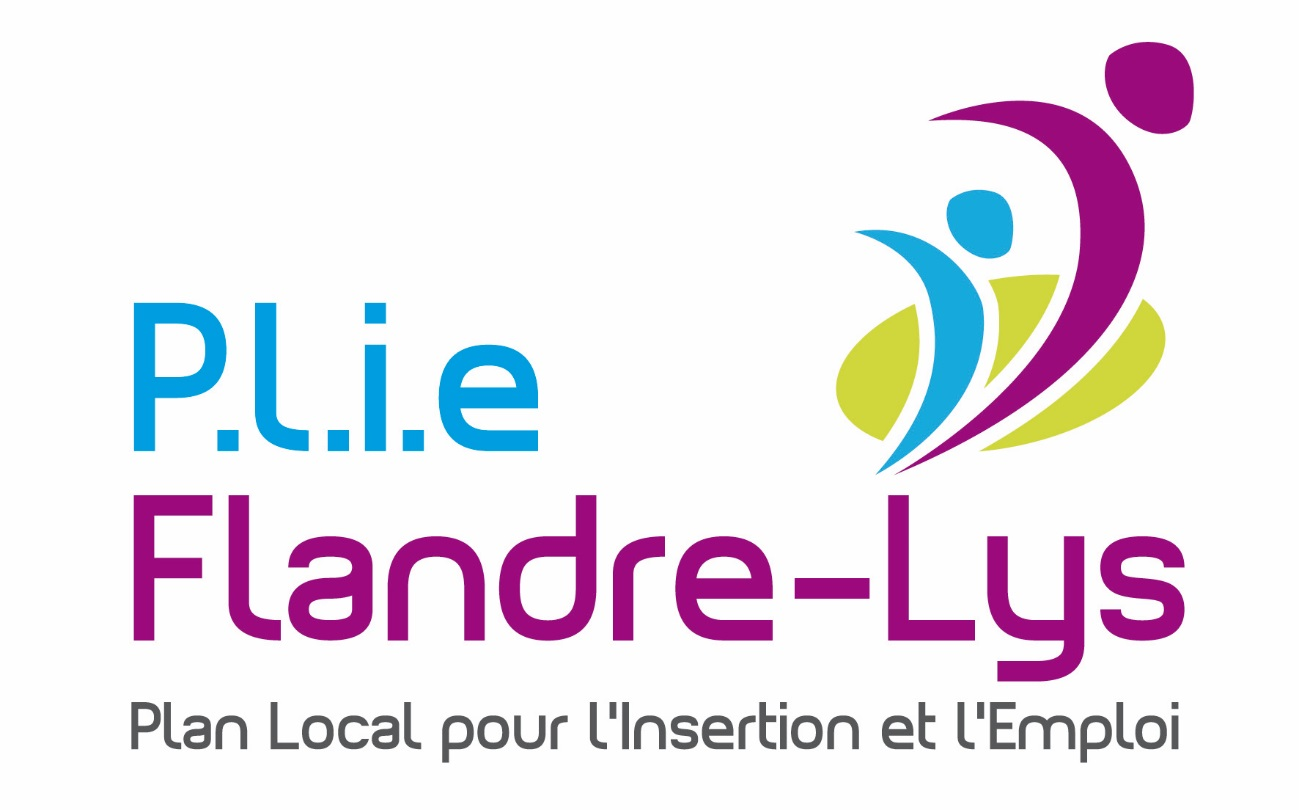 P.l.i.e
Flandre-Lys
Plan Local pour l'Insertion et l'Emploi